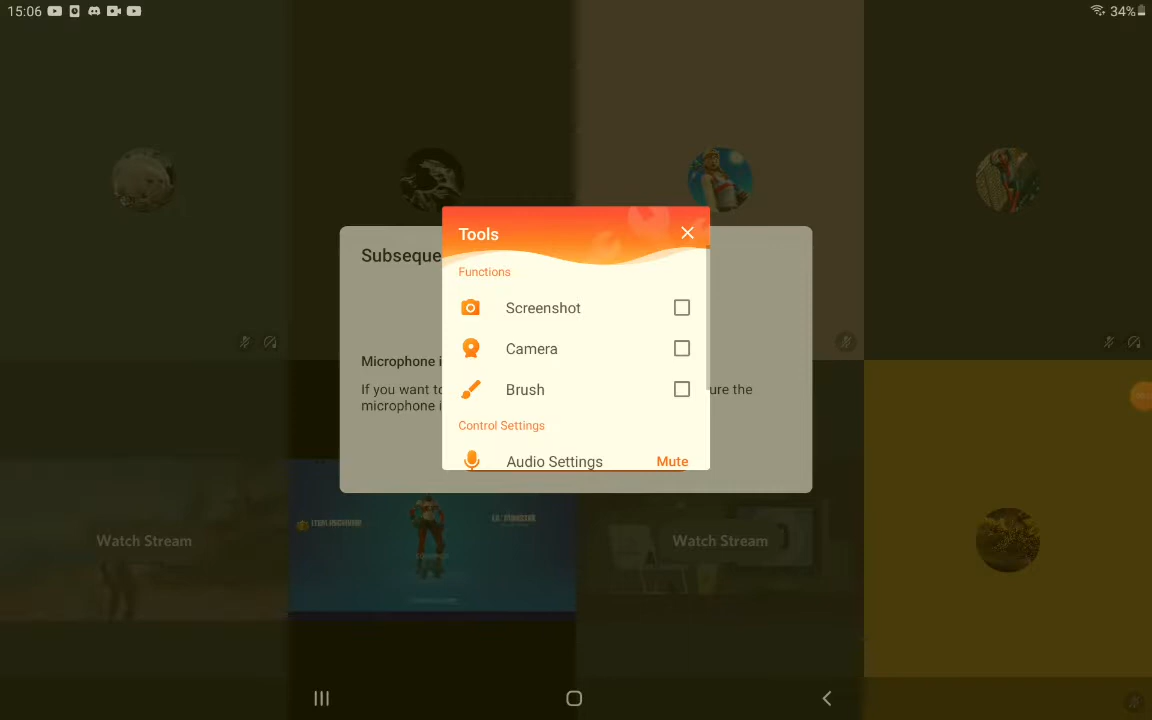 15:06
34%
Tools
Functions
Screenshot
Camera
Brush
Control Settings
Audio Settings Mute
Subseque
Microphone i
If you want to ure the
microphone i
Watch Stream
Watch Stream